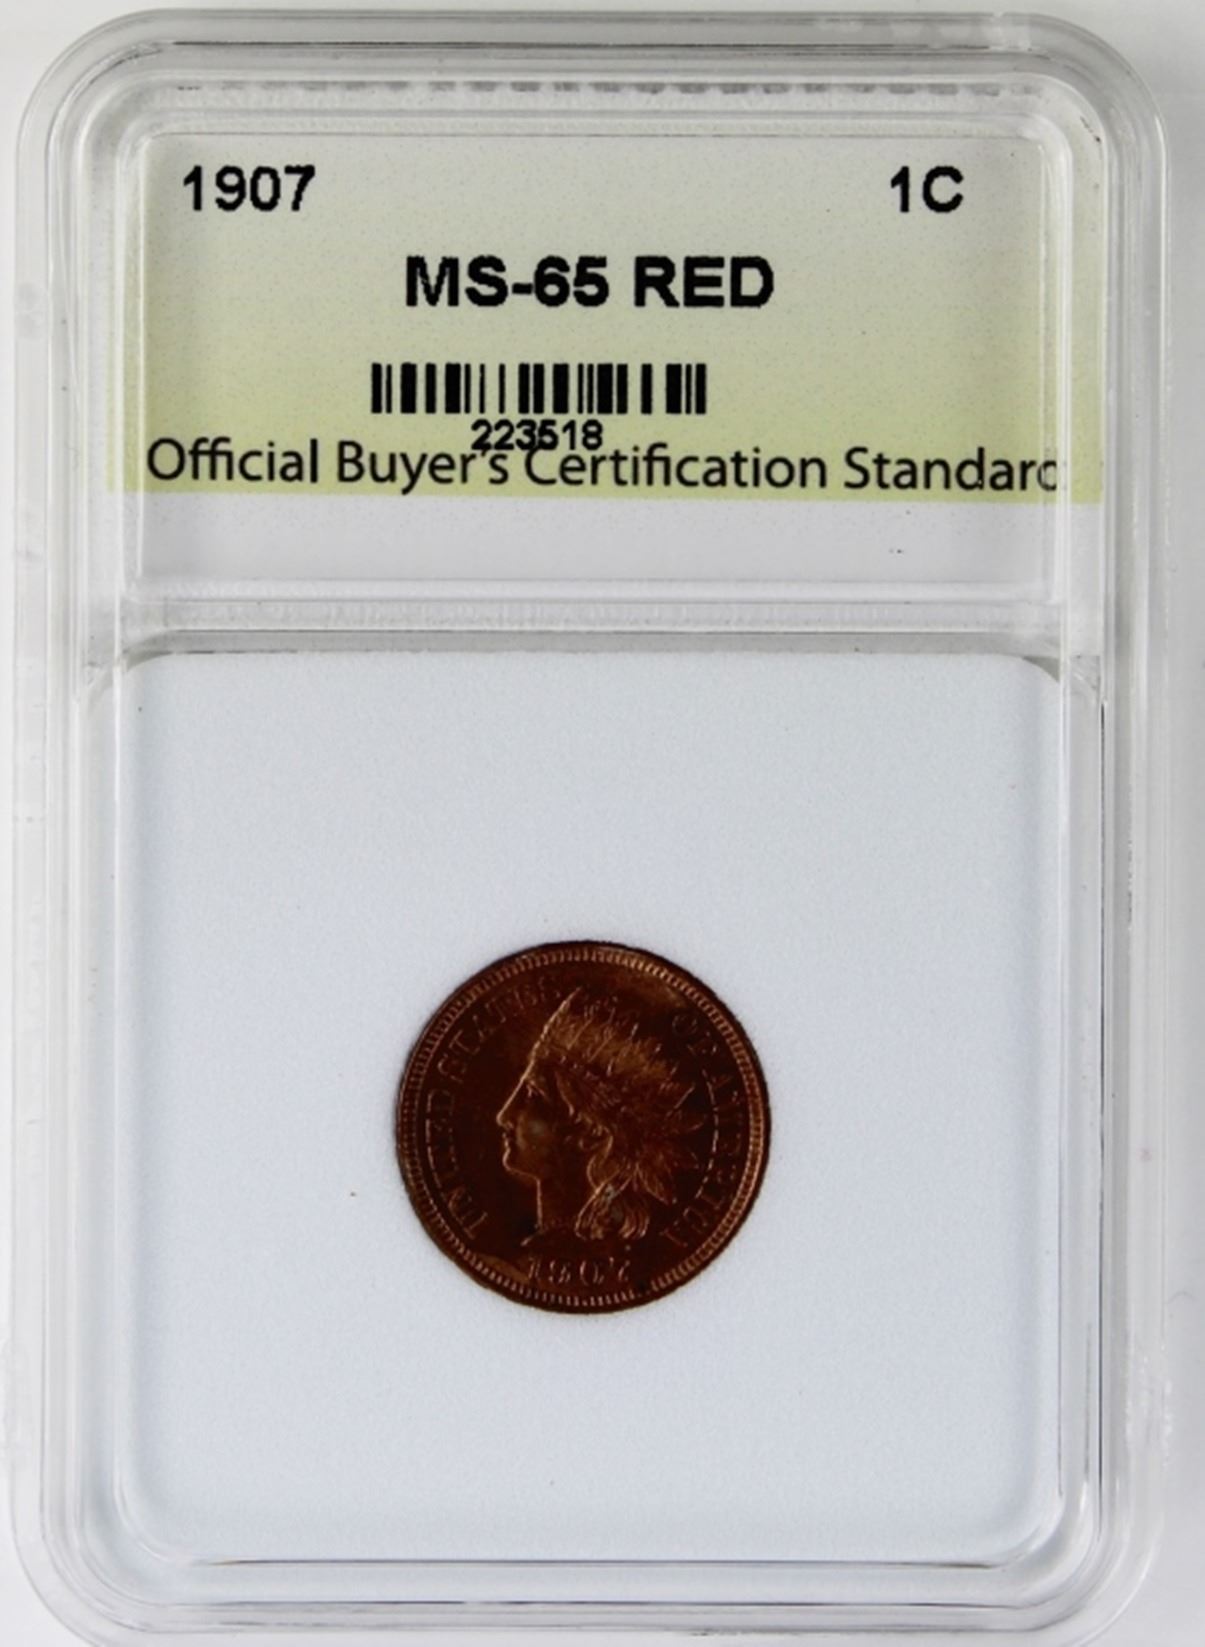 1907 1C
MS-65 RED
223518
Official Buyer's Certification Standard
UNITED STATES OF AMERICA
1907